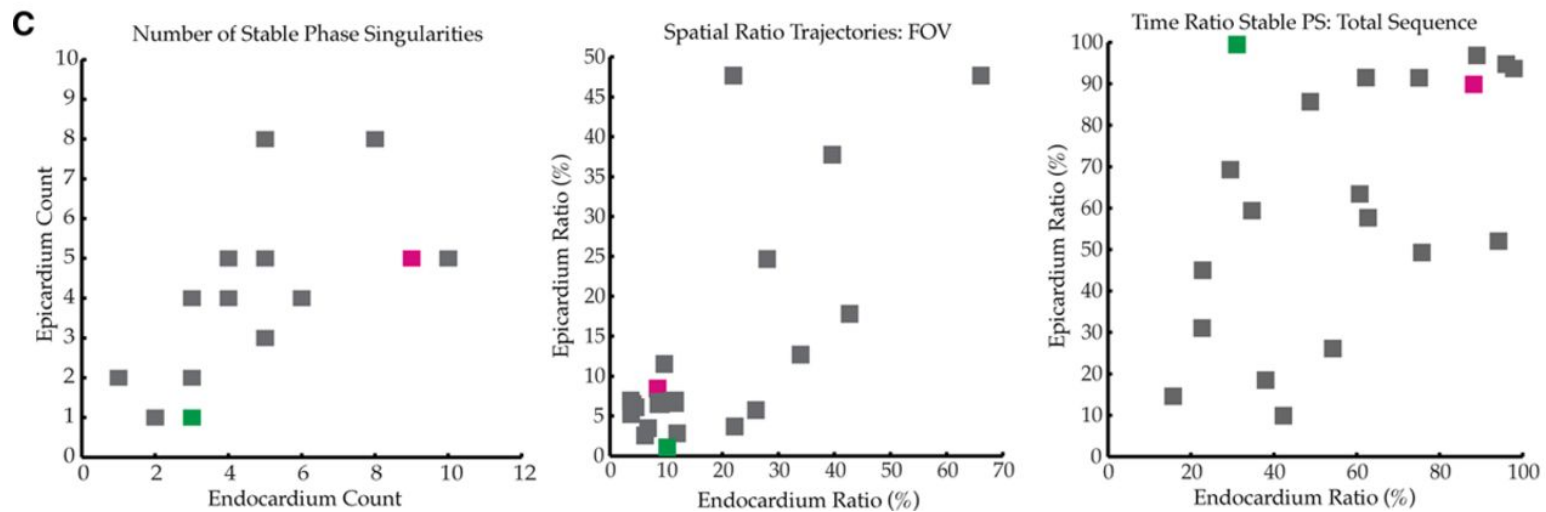 C
Number of Stable Phase Singularities
10
9
8
7
6
5
4
3
2
1
0
0 2 4 6 8 10 12
Epicardium Count
Endocardium Count
Spatial Ratio Trajectories: FOV
50
45
40
35
30
25
20
15
10
5
0
0 10 20 30 40 50 60 70
Epicardium Ratio (%)
Endocardium Ratio (%)
Time Ratio Stable PS: Total Sequence
100
90
80
70
60
50
40
30
20
10
0
0 20 40 60 80 100
Epicardium Ratio (%)
Endocardium Ratio (%)